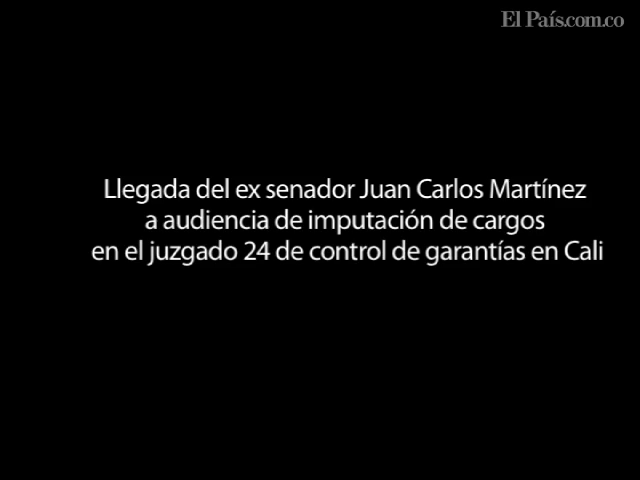 El País.com.co
Llegada del ex senador Juan Carlos Martínez
a audiencia de imputación de cargos
en el juzgado 24 de control de garantías en Cali